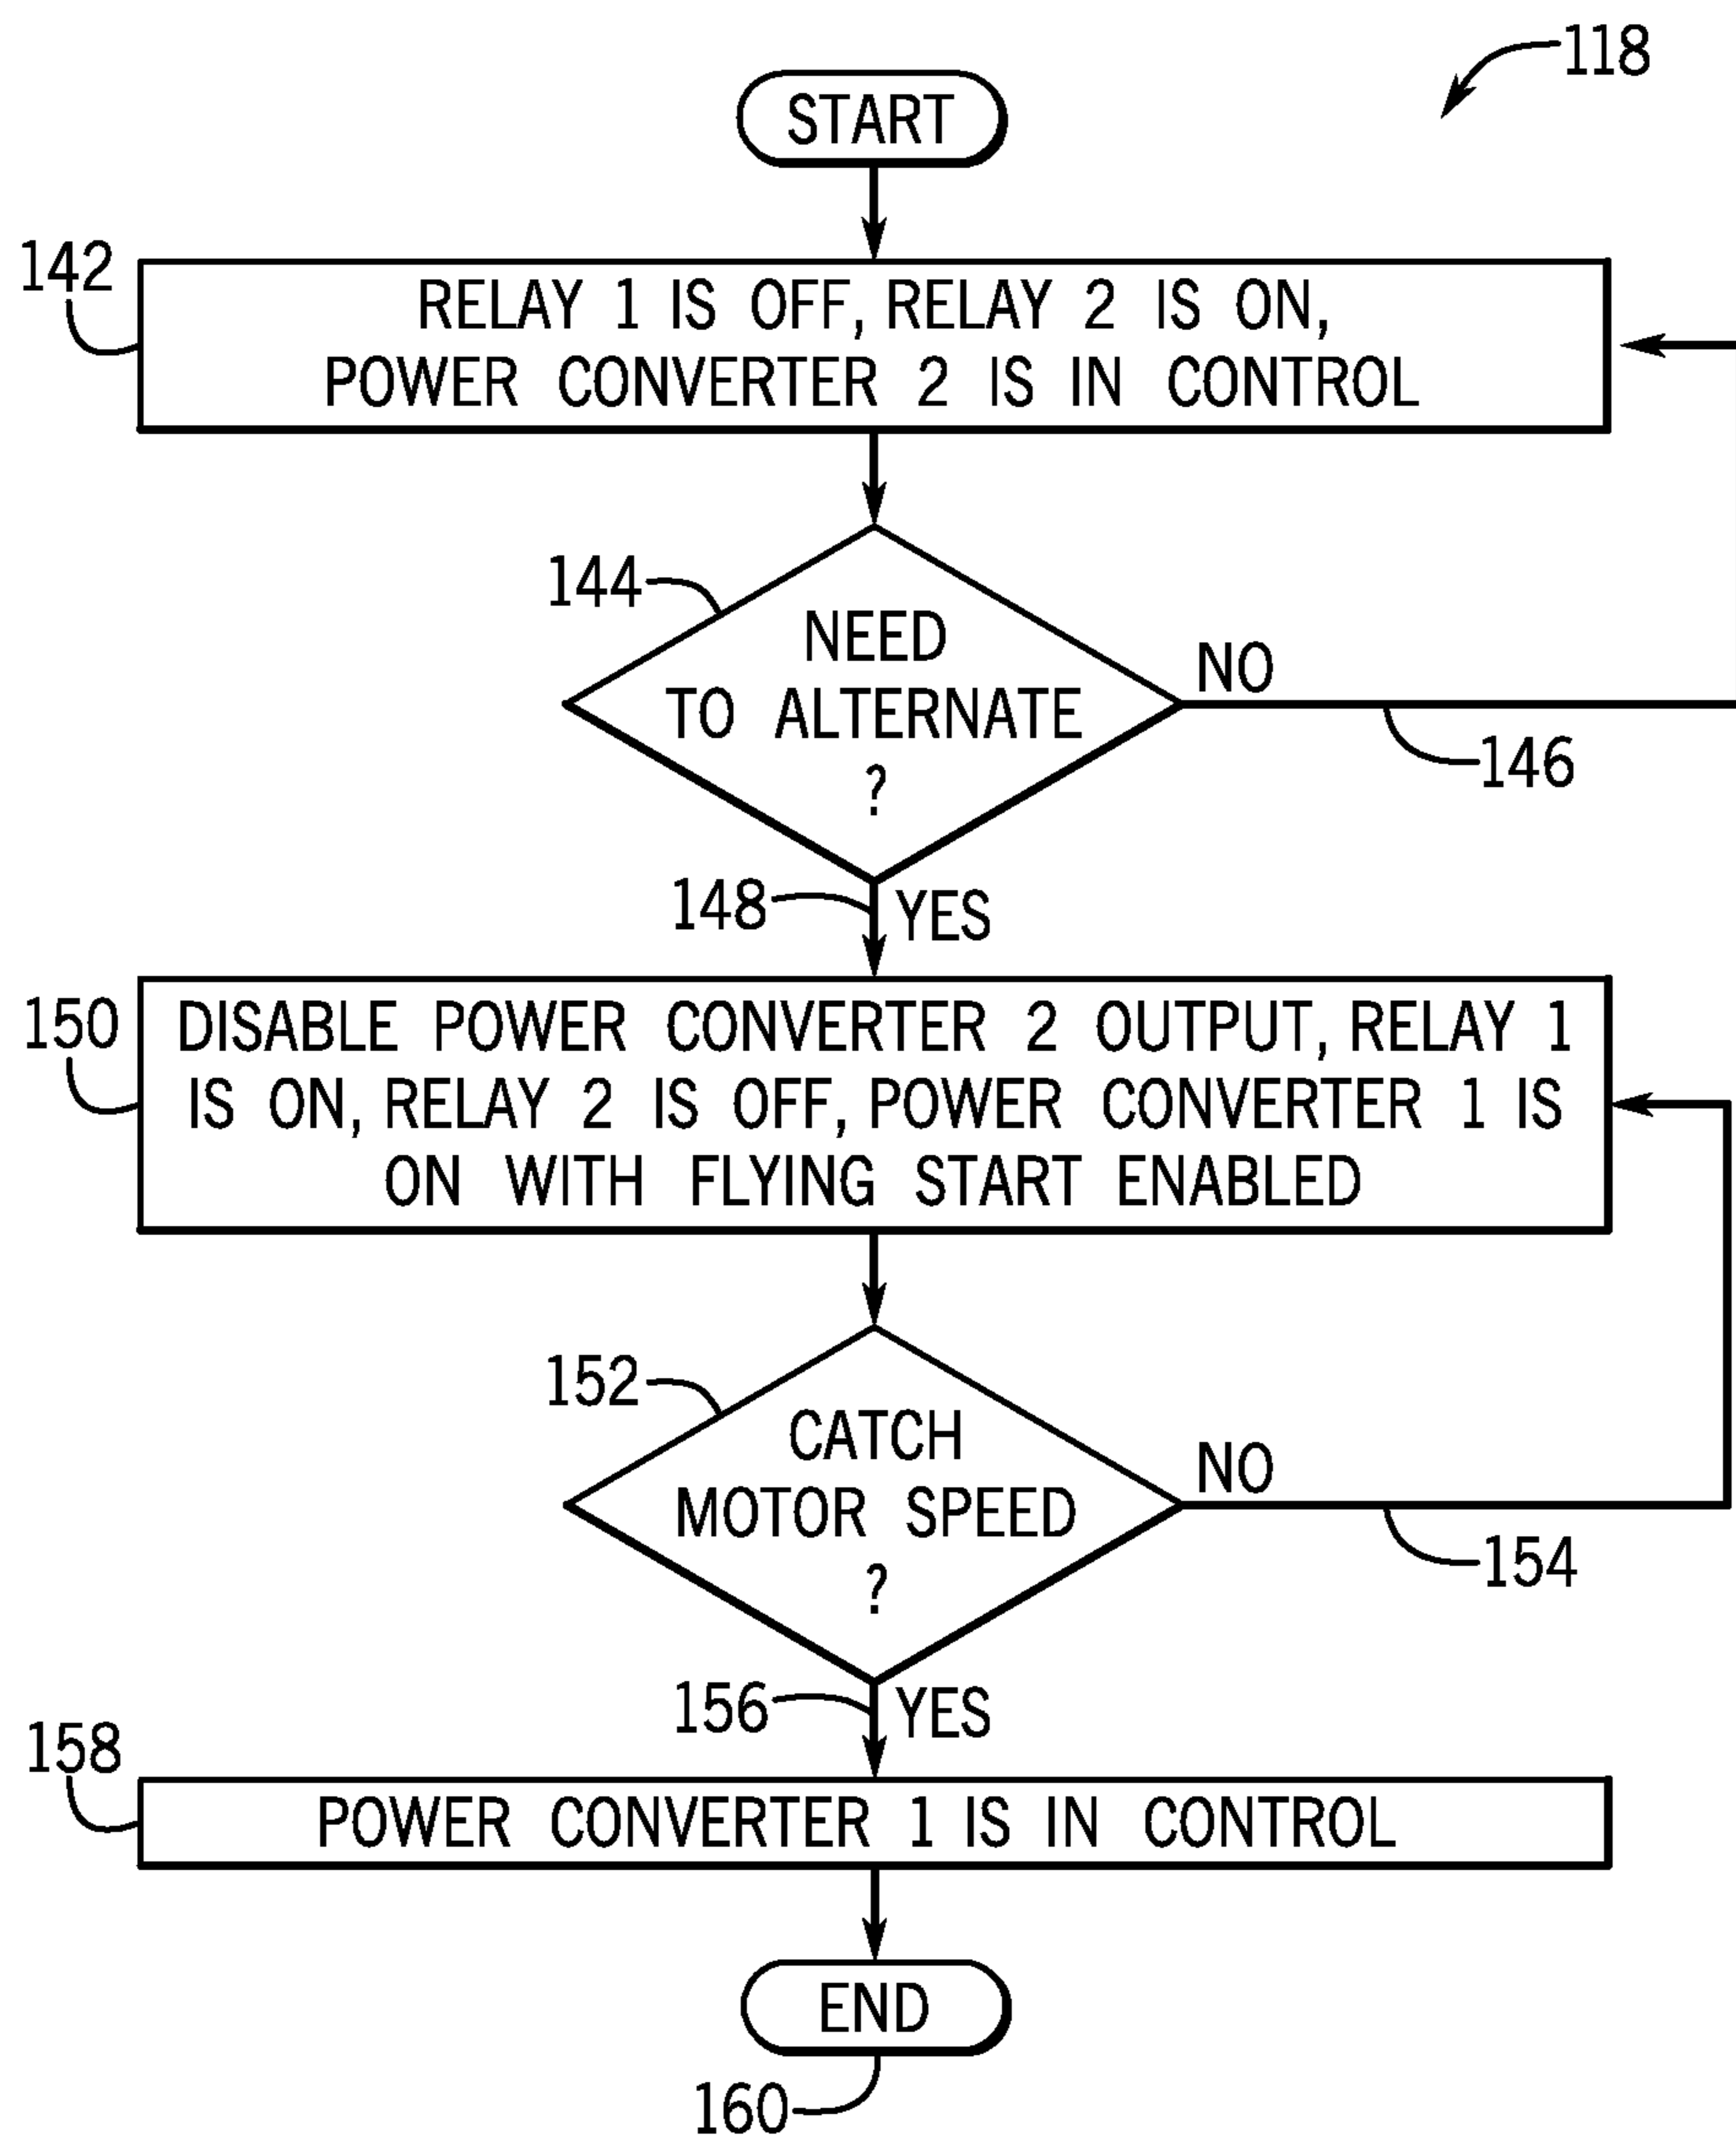 118
START
142
RELAY 1 IS OFF, RELAY 2 IS ON,
POWER CONVERTER 2 IS IN CONTROL
144
NEED
TO ALTERNATE
?
NO
146
148
YES
150
DISABLE POWER CONVERTER 2 OUTPUT, RELAY 1
IS ON, RELAY 2 IS OFF, POWER CONVERTER 1 IS
ON WITH FLYING START ENABLED
152
CATCH
MOTOR SPEED
?
NO
154
156
YES
158
POWER CONVERTER 1 IS IN CONTROL
END
160